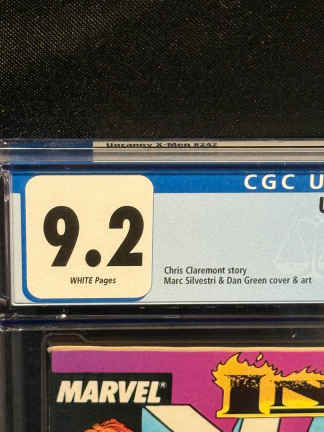 Uncanny X-Men #242
CGC U
U
9.2
WHITE Pages
Chris Claremont story
Marc Silvestri & Dan Green cover & art
MARVEL®